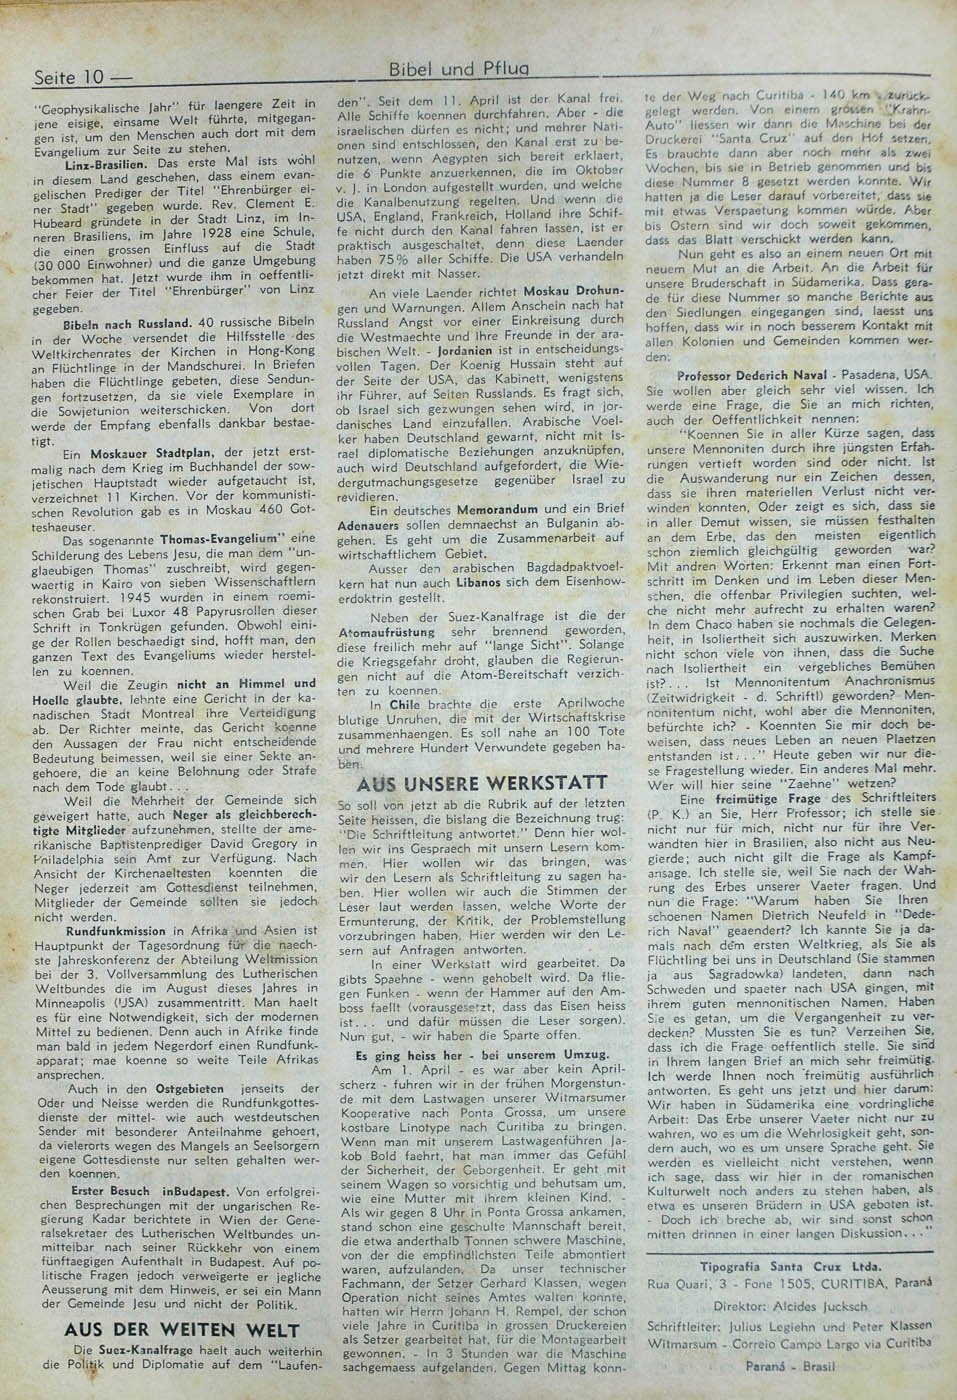 Seite 10 —
Bibel und Pflug
"Geophysikalische Jahr" für laengere Zeit in
jene eisige, einsame Welt führte, mitgegan-
gen ist, um den Menschen auch dort mit dem
Evangelium zur Seite zu stehen.
Linz-Brasilien. Das erste Mal ists wohl
in diesem Land geschehen, dass einem evan-
gelischen Prediger der Titel "Ehrenbürger ei-
ner Stadt" gegeben wurde. Rev. Clement E.
Hubeard gründete in der Stadt Linz, im In-
neren Brasiliens, im Jahre 1928 eine Schule,
die einen grossen Einfluss auf die Stadt
(30 000 Einwohner) und die ganze Umgebung
bekommen hat. Jetzt wurde ihm in oeffentli-
cher Feier der Titel "Ehrenbürger" von Linz
gegeben.
Bibeln nach Russland. 40 russische Bibeln
in der Woche versendet die Hilfsstelle des
Weltkirchenrates der Kirchen in Hong-Kong
an Flüchtlinge in der Mandschurei. In Briefen
haben die Flüchtlinge gebeten, diese Sendun-
gen fortzusetzen, da sie viele Exemplare in
die Sowjetunion weiterschicken. Von dort
werde der Empfang ebenfalls dankbar bestae-
tigt.
Ein Moskauer Stadtplan, der jetzt erst-
malig nach dem Krieg im Buchhandel der sow-
jetischen Hauptstadt wieder aufgetaucht ist,
verzeichnet 11 Kirchen. Vor der kommunisti-
schen Revolution gab es in Moskau 460 Got-
teshaeuser.
Das sogenannte Thomas-Evangelium" eine
Schilderung des Lebens Jesu, die man dem "un-
glaeubigen Thomas" zuschreibt, wird gegen-
waertig in Kairo von sieben Wissenschaftlern
rekonstruiert. 1945 wurden in einem roemi-
schen Grab bei Luxor 48 Papyrusrollen dieser
Schrift in Tonkrügen gefunden. Obwohl eini-
ge der Rollen beschaedigt sind, hofft man, den
ganzen Text des Evangeliums wieder herstel-
len zu koennen.
Weil die Zeugin nicht an Himmel und
Hoelle glaubte, lehnte eine Gericht in der ka-
nadischen Stadt Montreal ihre Verteidigung
ab. Der Richter meinte, das Gericht koenne
den Aussagen der Frau nicht entscheidende
Bedeutung beimessen, weil sie einer Sekte an-
gehoere, die an keine Belohnung oder Strafe
nach dem Tode glaubt...
Weil die Mehrheit der Gemeinde sich
geweigert hatte, auch Neger als gleichberech-
tigte Mitglieder aufzunehmen, stellte der ame-
rikanische Baptistenprediger David Gregory in
Philadelphia sein Amt zur Verfügung. Nach
Ansicht der Kirchenaeltesten koennten die
Neger jederzeit am Gottesdienst teilnehmen,
Mitglieder der Gemeinde sollten sie jedoch
nicht werden.
Rundfunkmission in Afrika und Asien ist
Hauptpunkt der Tagesordnung für die naech-
ste Jahreskonferenz der Abteilung Weltmission
bei der 3. Vollversammlung des Lutherischen
Weltbundes die im August dieses Jahres in
Minneapolis (USA) zusammentritt. Man haelt
es für eine Notwendigkeit, sich der modernen
Mittel zu bedienen. Denn auch in Afrike finde
man bald in jedem Negerdorf einen Rundfunk-
apparat; mae koenne so weite Teile Afrikas
ansprechen.
Auch in den Ostgebieten jenseits der
Oder und Neisse werden die Rundfunkgottes-
dienste der mittel- wie auch westdeutschen
Sender mit besonderer Anteilnahme gehoert,
da vielerorts wegen des Mangels an Seelsorgern
eigene Gottesdienste nur selten gehalten wer-
den koennen.
Erster Besuch inBudapest. Von erfolgrei-
chen Besprechungen mit der ungarischen Re-
gierung Kadar berichtete in Wien der Gene-
ralsekretaer des Lutherischen Weltbundes un-
mittelbar nach seiner Rückkehr von einem
fünftaegigen Aufenthalt in Budapest. Auf po-
litische Fragen jedoch verweigerte er jegliche
Aeusserung mit dem Hinweis, er sei ein Mann
der Gemeinde Jesu und nicht der Politik.
AUS DER WEITEN WELT
Die Suez-Kanalfrage haelt auch weiterhin
die Politik und Diplomatie auf dem "Laufen-
den". Seit dem 11. April ist der Kanal frei.
Alle Schiffe koennen durchfahren. Aber - die
israelischen dürfen es nicht; und mehrer Nati-
onen sind entschlossen, den Kanal erst zu be-
nutzen, wenn Aegypten sich bereit erklaert,
die 6 Punkte anzuerkennen, die im Oktober
v. J. in London aufgestellt wurden, und welche
die Kanalbenutzung regelten. Und wenn die
USA, England, Frankreich, Holland ihre Schif-
fe nicht durch den Kanal fahren lassen, ist er
praktisch ausgeschaltet, denn diese Laender
haben 75% aller Schiffe. Die USA verhandeln
jetzt direkt mit Nasser.
An viele Laender richtet Moskau Drohun-
gen und Warnungen. Allem Anschein nach hat
Russland Angst vor einer Einkreisung durch
die Westmaechte und Ihre Freunde in der ara-
bischen Welt. - Jordanien ist in entscheidungs-
vollen Tagen. Der Koenig Hussain steht auf
der Seite der USA, das Kabinett, wenigstens
ihr Führer, auf Seiten Russlands. Es fragt sich,
ob Israel sich gezwungen sehen wird, in jor-
danisches Land einzufallen. Arabische Voel-
ker haben Deutschland gewarnt, nicht mit Is-
rael diplomatische Beziehungen anzuknüpfen,
auch wird Deutschland aufgefordert, die Wie-
dergutmachungsgesetze gegenüber Israel zu
revidieren.
Ein deutsches Memorandum und ein Brief
Adenauers sollen demnaechst an Bulganin ab-
gehen. Es geht um die Zusammenarbeit auf
wirtschaftlichem Gebiet.
Ausser den arabischen Bagdadpaktvoel-
kern hat nun auch Libanos sich dem Eisenhow-
erdoktrin gestellt.
Neben der Suez-Kanalfrage ist die der
Atomaufrüstung sehr brennend geworden,
diese freilich mehr auf "lange Sicht". Solange
die Kriegsgefahr droht, glauben die Regierun-
gen nicht auf die Atom-Bereitschaft verzich-
ten zu koennen.
In Chile brachte die erste Aprilwoche
blutige Unruhen, die mit der Wirtschaftskrise
zusammenhaengen. Es soll nahe an 100 Tote
und mehrere Hundert Verwundete gegeben ha-
ben.
AUS UNSERE WERKSTATT
So soll von jetzt ab die Rubrik auf der letzten
Seite heissen, die bislang die Bezeichnung trug:
"Die Schriftleitung antwortet." Denn hier wol-
len wir ins Gespraech mit unsern Lesern kom-
men. Hier wollen wir das bringen, was
wir den Lesern als Schriftleitung zu sagen ha-
ben. Hier wollen wir auch die Stimmen der
Leser laut werden lassen, welche Worte der
Ermunterung, der Kritik, der Problemstellung
vorzubringen haben. Hier werden wir den Le-
sern auf Anfragen antworten.
In einer Werkstatt wird gearbeitet. Da
gibts Spaehne - wenn gehobelt wird. Da flie-
gen Funken - wenn der Hammer auf den Am-
boss faellt (vorausgesetzt, dass das Eisen heiss
ist... und dafür müssen die Leser sorgen).
Nun gut, - wir haben die Sparte offen.
Es ging heiss her - bei unserem Umzug.
Am 1. April - es war aber kein April-
scherz - fuhren wir in der frühen Morgenstun-
de mit dem Lastwagen unserer Witmarsumer
Kooperative nach Ponta Grossa, um unsere
kostbare Linotype nach Curitiba zu bringen.
Wenn man mit unserem Lastwagenführen Ja-
kob Bold faehrt, hat man immer das Gefühl
der Sicherheit, der Geborgenheit. Er geht mit
seinem Wagen so vorsichtig und behutsam um,
wie eine Mutter mit ihrem kleinen Kind. -
Als wir gegen 8 Uhr in Ponta Grossa ankamen,
stand schon eine geschulte Mannschaft bereit,
die etwa anderthalb Tonnen schwere Maschine,
von der die empfindlichsten Teile abmontiert
waren, aufzulanden. Da unser technischer
Fachmann, der Setzer Gerhard Klassen, wegen
Operation nicht seines Amtes walten konnte,
hatten wir Herrn Johann H. Rempel, der schon
viele Jahre in Curitiba in grossen Druckereien
als Setzer gearbeitet hat, für die Montagearbeit
gewonnen. - In 3 Stunden war die Maschine
sachgemaess aufgelanden. Gegen Mittag konn-
te der Weg nach Curitiba - 140 km - zurück-
gelegt werden. Von einem grossen "Krahn-
Auto" liessen wir dann die Maschine bei der
Druckerei "Santa Cruz" auf den Hof setzen.
Es brauchte dann aber noch mehr als zwei
Wochen, bis sie in Betrieb genommen und bis
diese Nummer 8 gesetzt werden konnte. Wir
hatten ja die Leser darauf vorbereitet, dass sie
mit etwas Verspaetung kommen würde. Aber
bis Ostern sind wir doch soweit gekommen,
dass das Blatt verschickt werden kann.
Nun geht es also an einem neuen Ort mit
neuem Mut an die Arbeit. An die Arbeit für
unsere Bruderschaft in Südamerika. Dass gera-
de für diese Nummer so manche Berichte aus
den Siedlungen eingegangen sind, laesst uns
hoffen, dass wir in noch besserem Kontakt mit
allen Kolonien und Gemeinden kommen wer-
den.
Professor Dederich Naval - Pasadena, USA.
Sie wollen aber gleich sehr viel wissen. Ich
werde eine Frage, die Sie an mich richten,
auch der Oeffentlichkeit nennen:
"Koennen Sie in aller Kürze sagen, dass
unsere Mennoniten durch ihre jüngsten Erfah-
rungen vertieft worden sind oder nicht. Ist
die Auswanderung nur ein Zeichen dessen,
dass sie ihren materiellen Verlust nicht ver-
winden konnten, Oder zeigt es sich, dass sie
in aller Demut wissen, sie müssen festhalten
an dem Erbe, das den meisten eigentlich
schon ziemlich gleichgültig geworden war?
Mit andren Worten: Erkennt man einen Fort-
schritt im Denken und im Leben dieser Men-
schen, die offenbar Privilegien suchten, wel-
che nicht mehr aufrecht zu erhalten waren?
In dem Chaco haben sie nochmals die Gelegen-
heit, in Isoliertheit sich auszuwirken. Merken
nicht schon viele von ihnen, dass die Suche
nach Isoliertheit ein vergebliches Bemühen
ist?... Ist Mennonitentum Anachronismus
(Zeitwidrigkeit - d. Schriftl) geworden? Men-
nonitentum nicht, wohl aber die Mennoniten,
befürchte ich? - Koennten Sie mir doch be-
weisen, dass neues Leben an neuen Plaetzen
entstanden ist..." Heute geben wir nur die-
se Fragestellung wieder. Ein anderes Mal mehr.
Wer will hier seine "Zaehne" wetzen?
Eine freimütige Frage des Schriftleiters
(P. K.) an Sie, Herr Professor; ich stelle sie
nicht nur für mich, nicht nur für ihre Ver-
wandten hier in Brasilien, also nicht aus Neu-
gierde; auch nicht gilt die Frage als Kampf-
ansage. Ich stelle sie, weil Sie nach der Wah-
rung des Erbes unserer Vaeter fragen. Und
nun die Frage: "Warum haben Sie Ihren
schoenen Namen Dietrich Neufeld in "Dede-
rich Naval" geaendert? Ich kannte Sie ja da-
mals nach dem ersten Weltkrieg, als Sie als
Flüchtling bei uns in Deutschland (Sie stammen
ja aus Sagradowka) landeten, dann nach
Schweden und spaeter nach USA gingen, mit
ihrem guten mennonitischen Namen. Haben
Sie es getan, um die Vergangenheit zu ver-
decken? Mussten Sie es tun? Verzeihen Sie,
dass ich die Frage oeffentlich stelle. Sie sind
in Ihrem langen Brief an mich sehr freimütig.
Ich werde Ihnen noch freimütig ausführlich
antworten. Es geht uns jetzt und hier darum:
Wir haben in Südamerika eine vordringliche
Arbeit: Das Erbe unserer Vaeter nicht nur zu
wahren, wo es um die Wehrlosigkeit geht, son-
dern auch, wo es um unsere Sprache geht. Sie
werden es vielleicht nicht verstehen, wenn
ich sage, dass wir hier in der romanischen
Kulturwelt noch anders zu stehen haben, als
etwa es unseren Brüdern in USA geboten ist.
- Doch ich breche ab, wir sind sonst schon
mitten drinnen in einer langen Diskussion..."
Tipografia Santa Cruz Ltda.
Rua Quarí, 3 - Fone 1505, CURITIBA, Paraná
Direktor: Alcides Jucksch
Schriftleiter: Julius Legiehn und Peter Klassen
Witmarsum - Correio Campo Largo via Curitiba
Paraná - Brasil